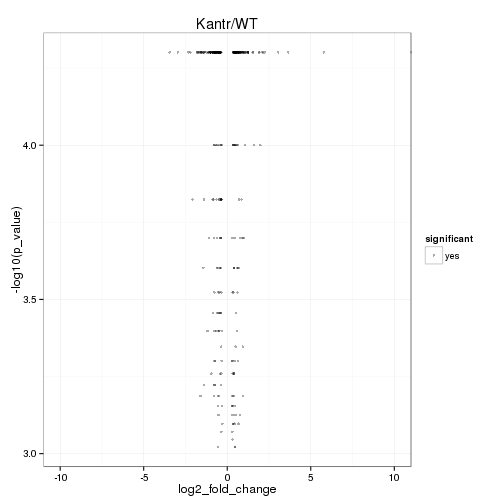 Kantr/WT
4.0
3.5
3.0
-log10(p_value)
-10
-5
0
5
10
log2_fold_change
significant
yes